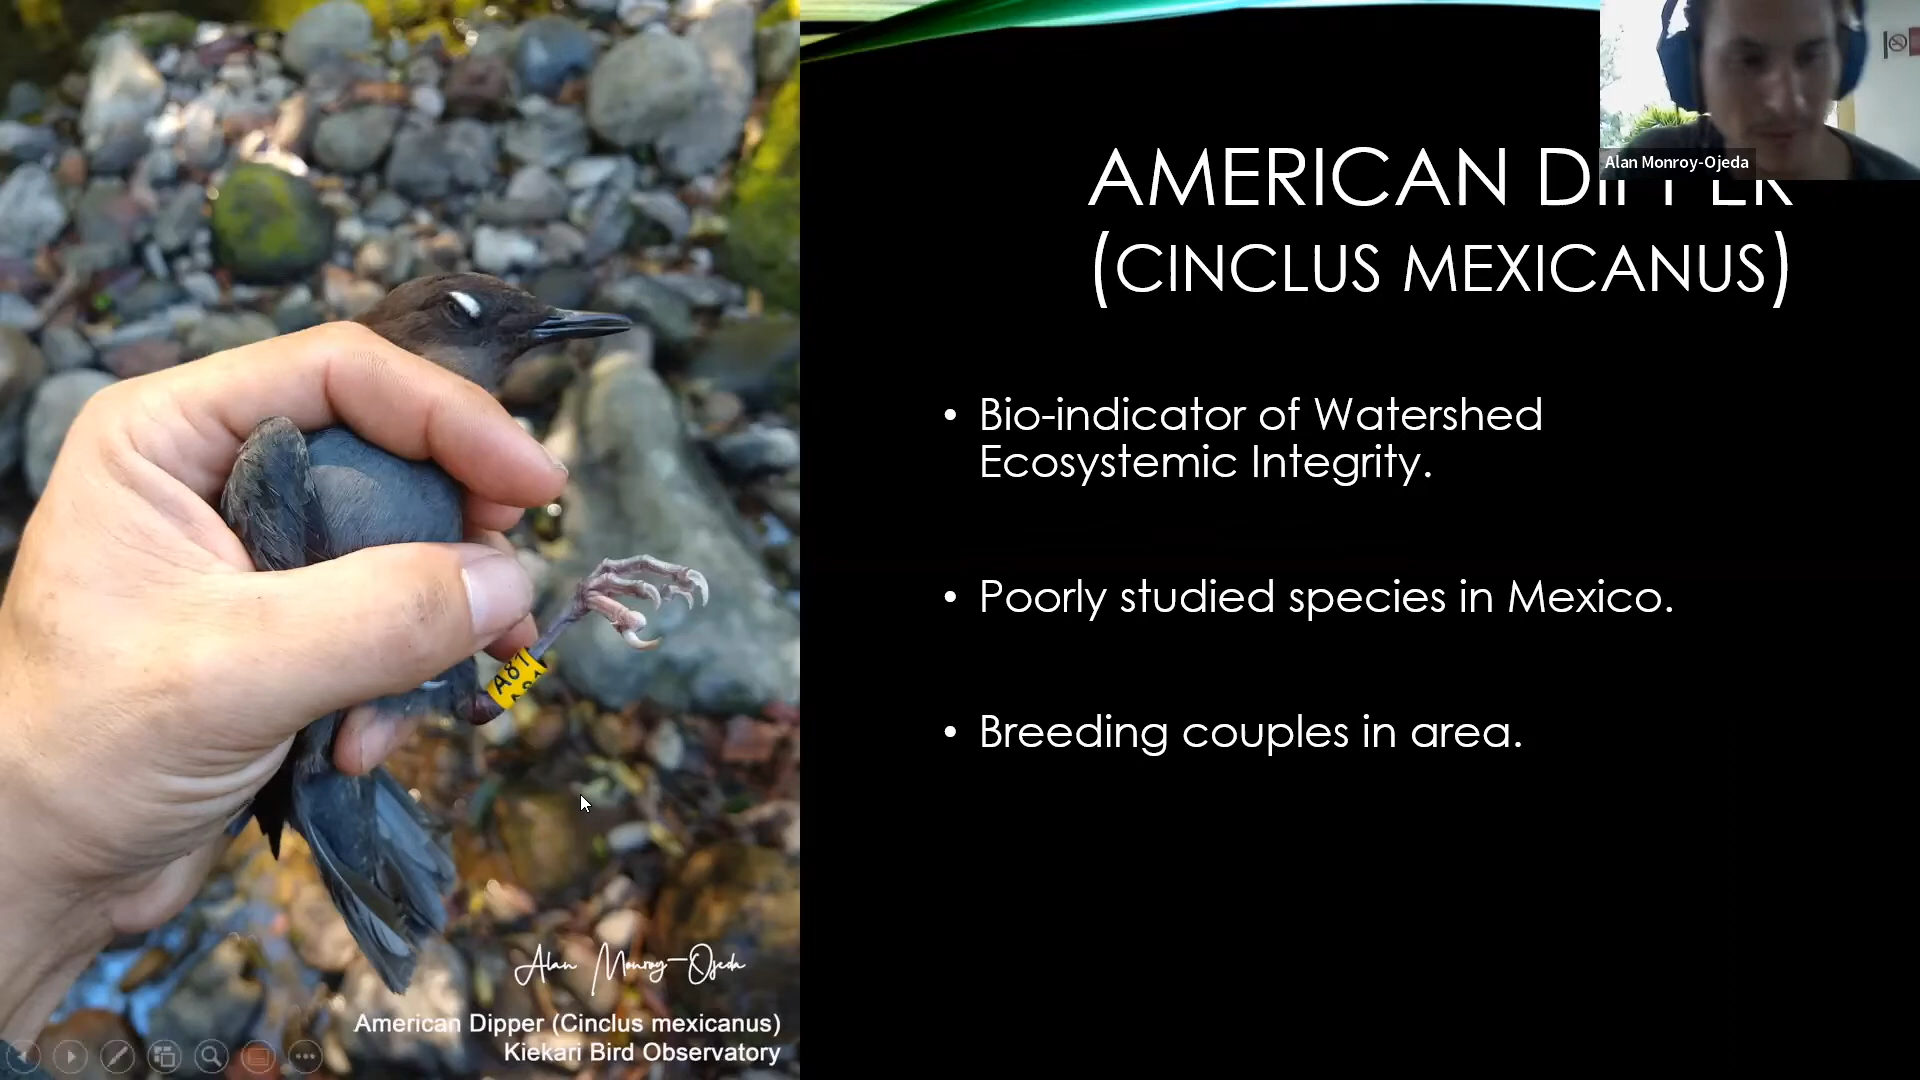 AMERICAN DIPPER
(CINCLUS MEXICANUS)
Alan Monroy-Ojeda
• Bio-indicator of Watershed
Ecosystemic Integrity.
• Poorly studied species in Mexico.
• Breeding couples in area.
A81
Alan Monroy-Ojeda
American Dipper (Cinclus mexicanus)
Kiekari Bird Observatory